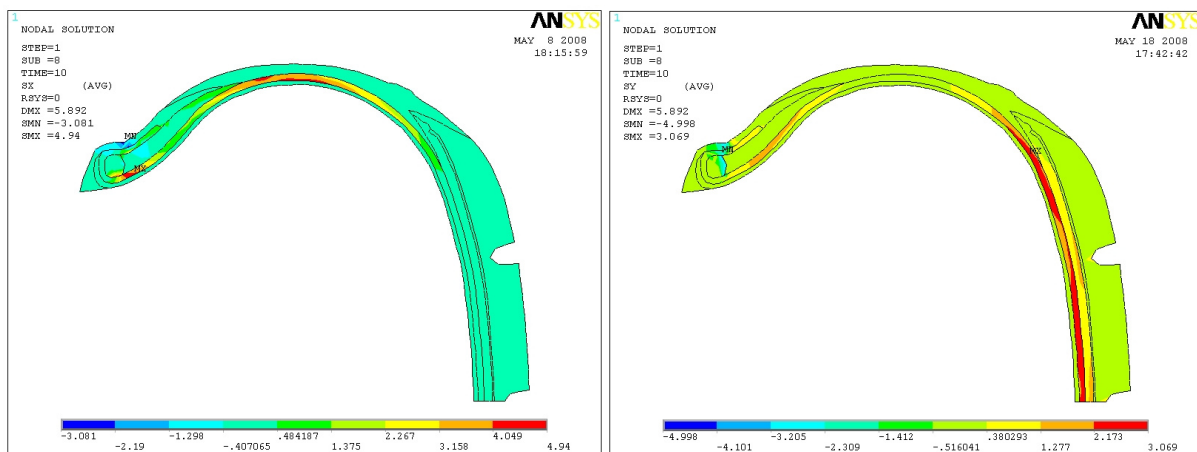 1
ANSYS
NODAL SOLUTION
MAY 8 2008
18:15:59
STEP=1
SUB =8
TIME=10
SX (AVG)
RSYS=0
DMX =5.892
SMN =-3.081
SMX =4.94
MN
MX
-3.081 -1.298 .484187 2.267 4.049
-2.19 -.407065 1.375 3.158 4.94
1
ANSYS
NODAL SOLUTION
MAY 18 2008
17:42:42
STEP=1
SUB =8
TIME=10
SY (AVG)
RSYS=0
DMX =5.892
SMN =-4.998
SMX =3.069
MN
MX
-4.998 -3.205 -1.412 .380293 2.173
-4.101 -2.309 -.516041 1.277 3.069